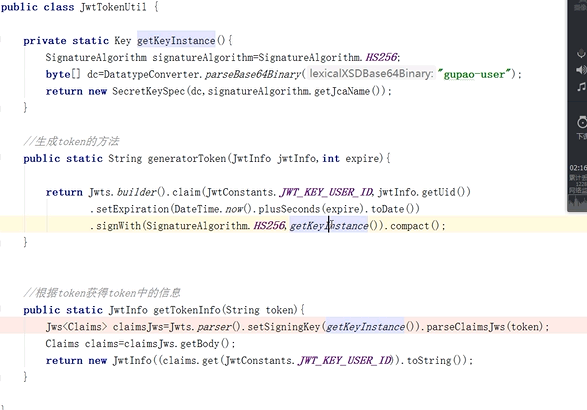 public class JwtTokenUtil {
private static Key getKeyInstance(){
SignatureAlgorithm signatureAlgorithm=SignatureAlgorithm.HS256;
byte[] dc=DatatypeConverter.parseBase64Binary( lexicalXSDBase64Binary: "gupao-user");
return new SecretKeySpec(dc,signatureAlgorithm.getJcaName());
}
//生成token的方法
public static String generatorToken(JwtInfo jwtInfo,int expire){
return Jwts.builder().claim(JwtConstants.JWT_KEY_USER_ID,jwtInfo.getUid())
.setExpiration(DateTime.now().plusSeconds(expire).toDate())
.signWith(SignatureAlgorithm.HS256,getKeyInstance()).compact();
}
//根据token获得token中的信息
public static JwtInfo getTokenInfo(String token){
Jws<Claims> claimsJws=Jwts.parser().setSigningKey(getKeyInstance()).parseClaimsJws(token);
Claims claims=claimsJws.getBody();
return new JwtInfo((claims.get(JwtConstants.JWT_KEY_USER_ID)).toString());
}
02:16